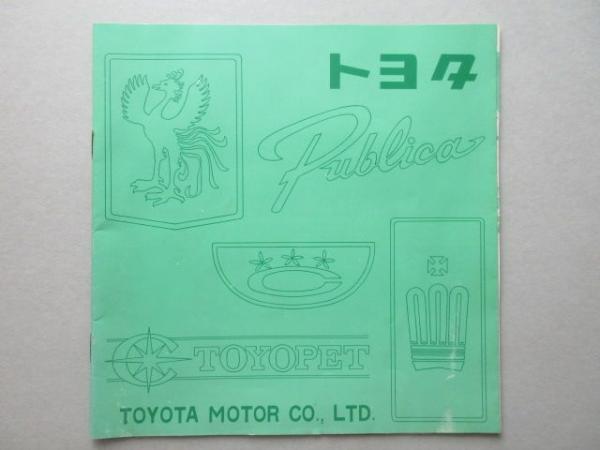 トヨタ
Publica
C
TOYOPET
TOYOTA MOTOR CO., LTD.